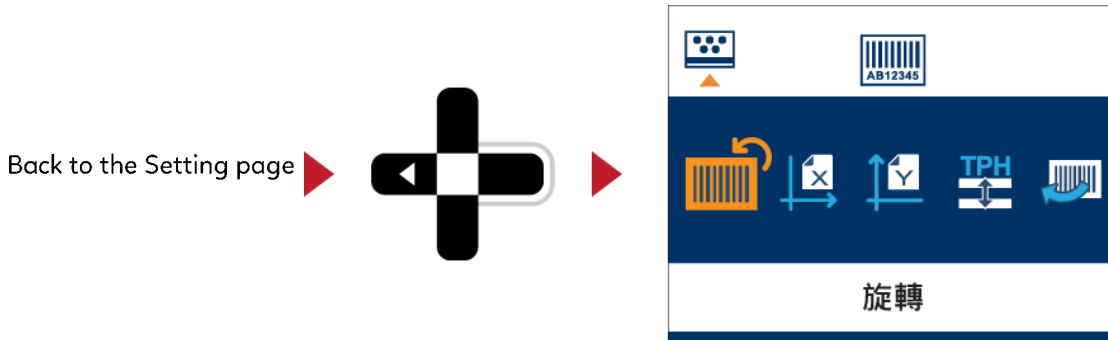 Back to the Setting page
AB12345
X
Y
TPH
旋轉